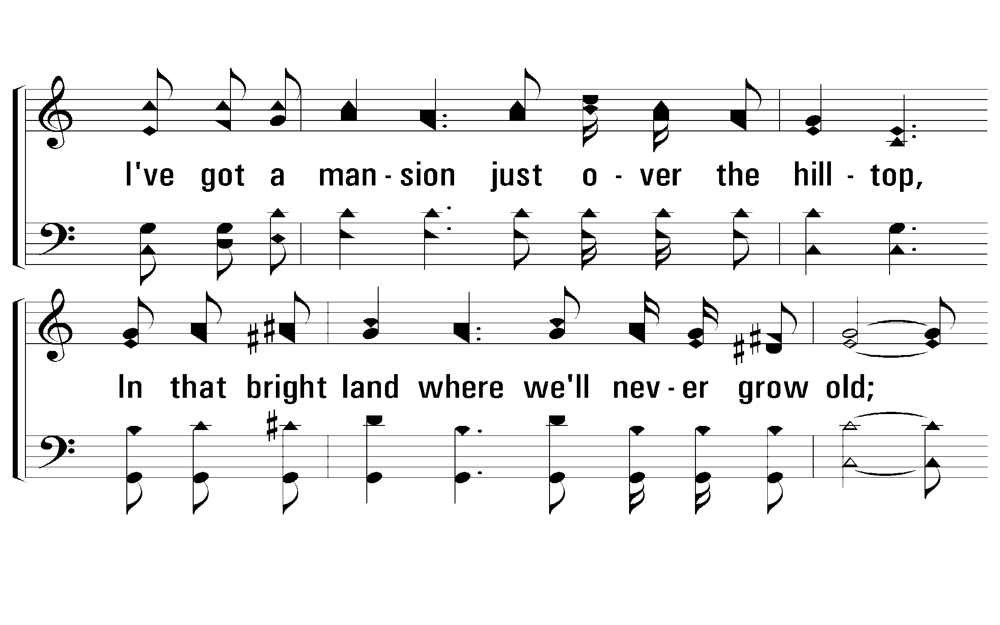 I've got a man - sion just o - ver the hill - top,
In that bright land where we'll nev - er grow old;